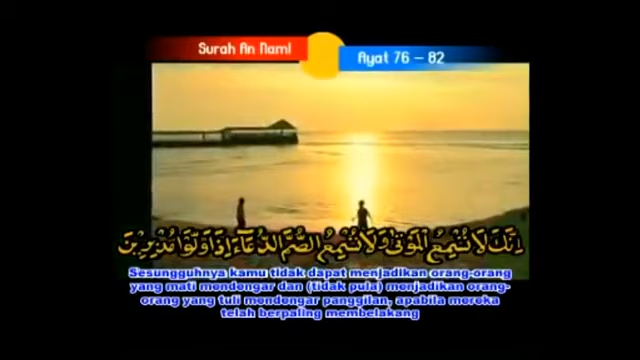 Surah An Naml
Ayat 76 - 82
إِنَّكَ لَا تُسْمِعُ الْمَوْتَىٰ وَلَا تُسْمِعُ الصُّمَّ الدُّعَاءَ إِذَا وَلَّوْا مُدْبِرِينَ
Sesungguhnya kamu tidak dapat menjadikan orang-orang
yang mati mendengar dan (tidak pula) menjadikan orang-
orang yang tuli mendengar panggilan, apabila mereka
telah berpaling membelakang